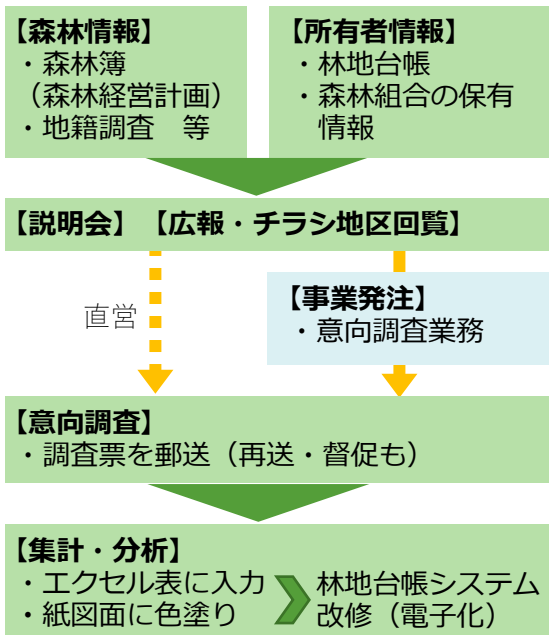 【森林情報】
・森林簿
（森林経営計画）
・地籍調査　等
【所有者情報】
・林地台帳
・森林組合の保有
情報
【説明会】【広報・チラシ地区回覧】
直営
【事業発注】
・意向調査業務
【意向調査】
・調査票を郵送（再送・督促も）
【集計・分析】
・エクセル表に入力
・紙図面に色塗り
林地台帳システム
改修（電子化）